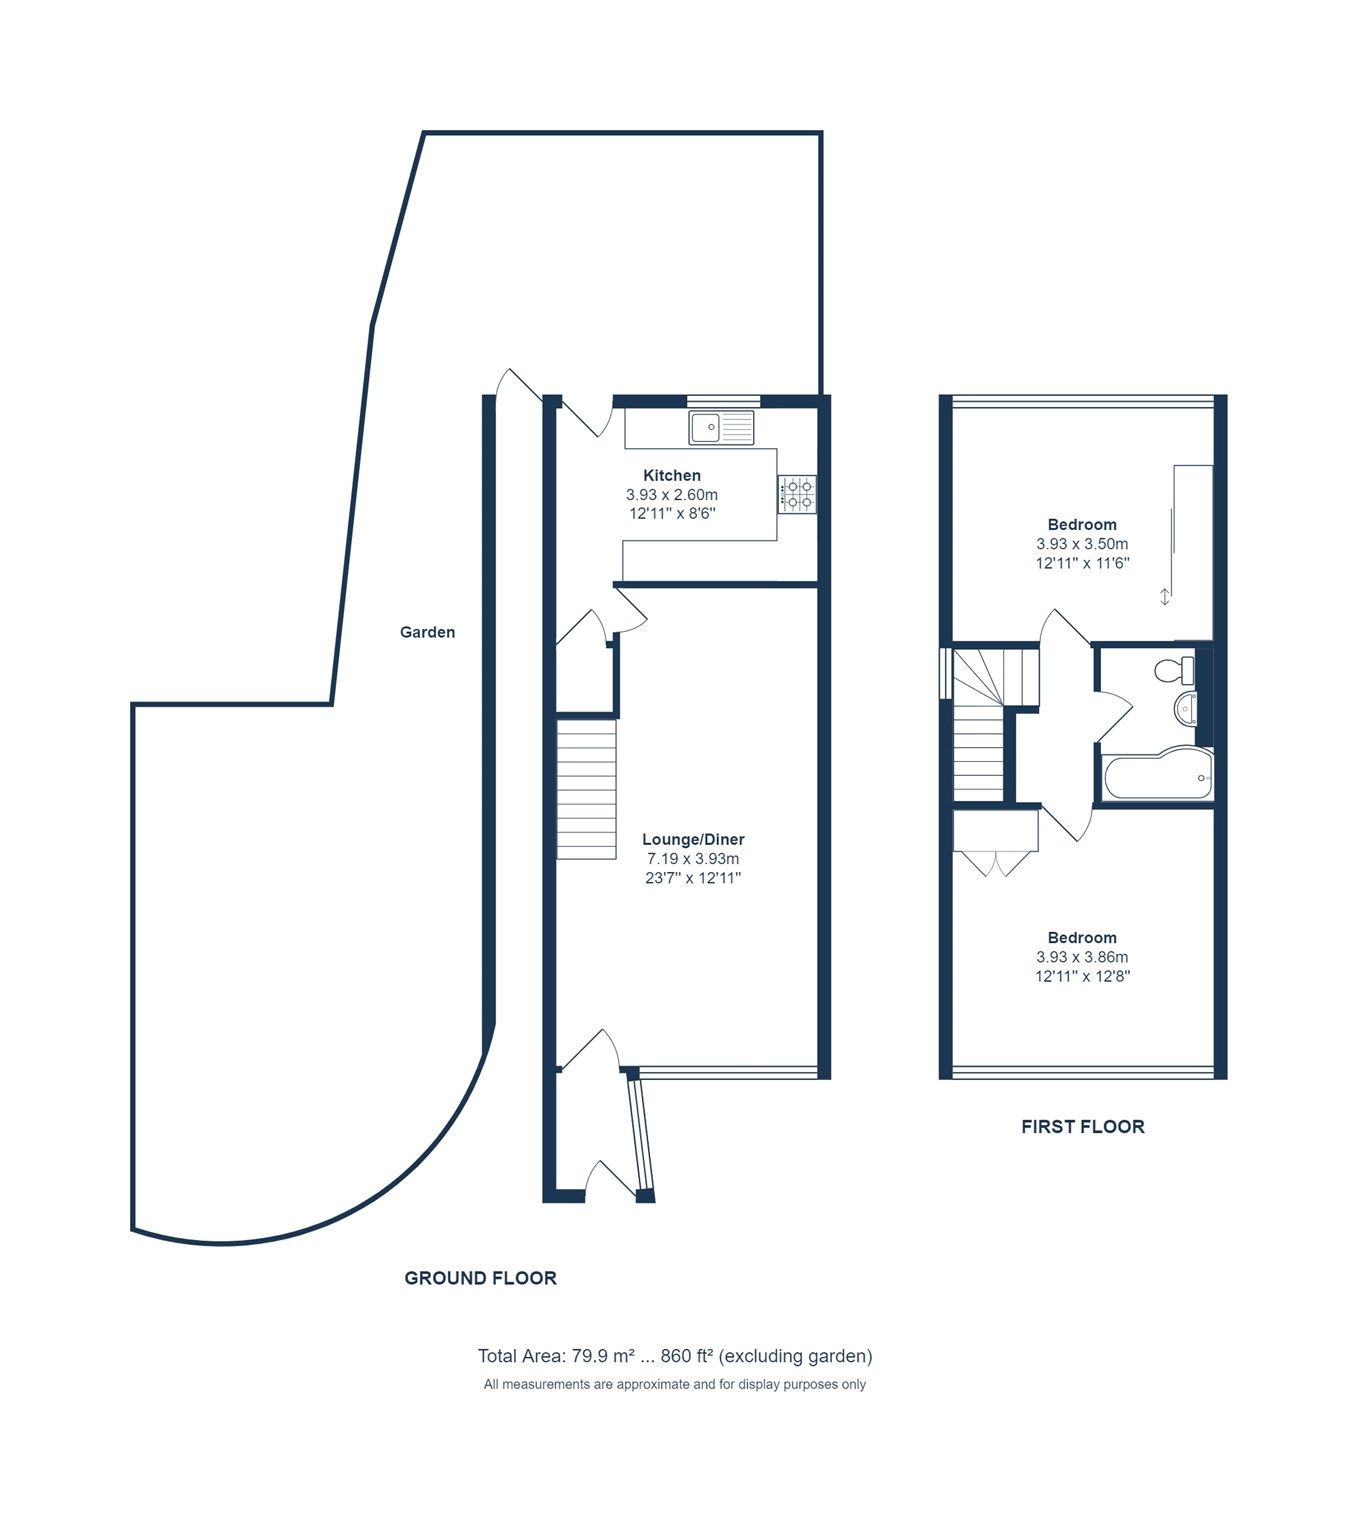 Kitchen
3.93 x 2.60m
12'11" x 8'6"
Garden
Lounge/Diner
7.19 x 3.93m
23'7" x 12'11"
GROUND FLOOR
Bedroom
3.93 x 3.50m
12'11" x 11'6"
Bedroom
3.93 x 3.86m
12'11" x 12'8"
FIRST FLOOR
Total Area: 79.9 m² ... 860 ft² (excluding garden)
All measurements are approximate and for display purposes only